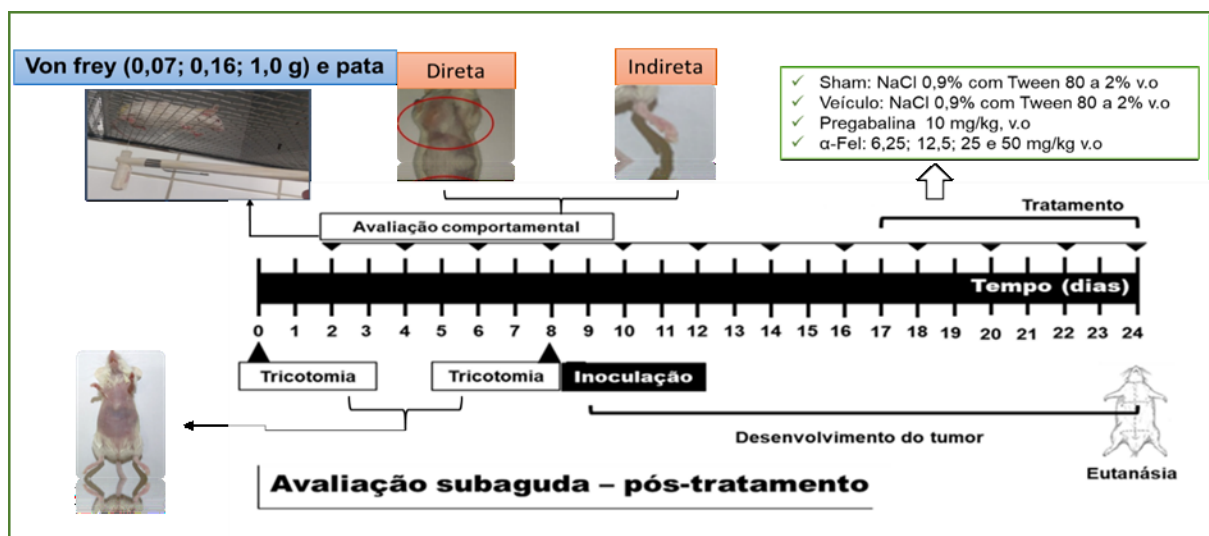 Von frey (0,07; 0,16; 1,0 g) e pata
Direta
Indireta
Sham: NaCl 0,9% com Tween 80 a 2% v.o
Veículo: NaCl 0,9% com Tween 80 a 2% v.o
Pregabalina 10 mg/kg, v.o
α-Fel: 6,25; 12,5; 25 e 50 mg/kg v.o
Tratamento
Avaliação comportamental
Tempo (dias)
0 1 2 3 4 5 6 7 8 9 10 11 12 13 14 15 16 17 18 19 20 21 22 23 24
Tricotomia
Tricotomia
Inoculação
Desenvolvimento do tumor
Eutanásia
Avaliação subaguda – pós-tratamento